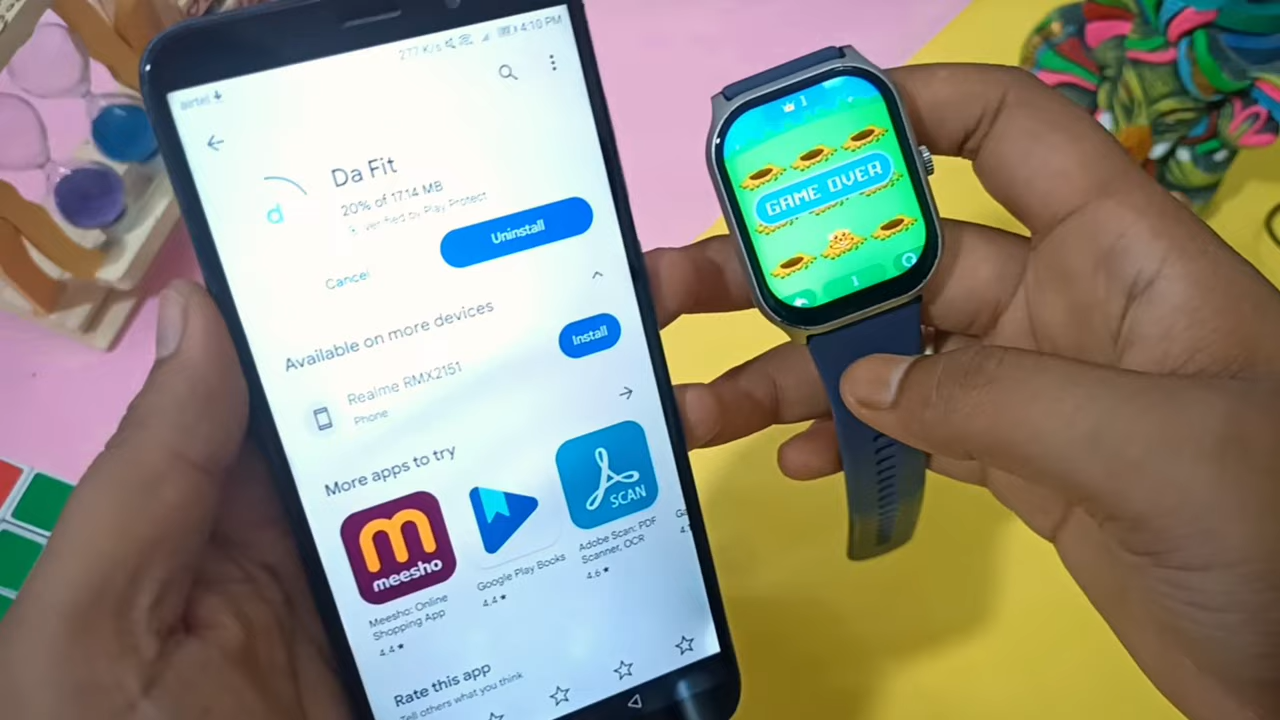 277 K/s 4:10 PM
airtel
Da Fit
20% of 17.14 MB
Verified by Play Protect
Uninstall
Cancel
Available on more devices
Install
Realme RMX2151
Phone
More apps to try
meesho
SCAN
Meesho: Online
Shopping App
4.4★
Google Play Books
4.4★
Adobe Scan: PDF
Scanner, OCR
4.6★
Rate this app
Tell others what you think
1
GAME OVER
1